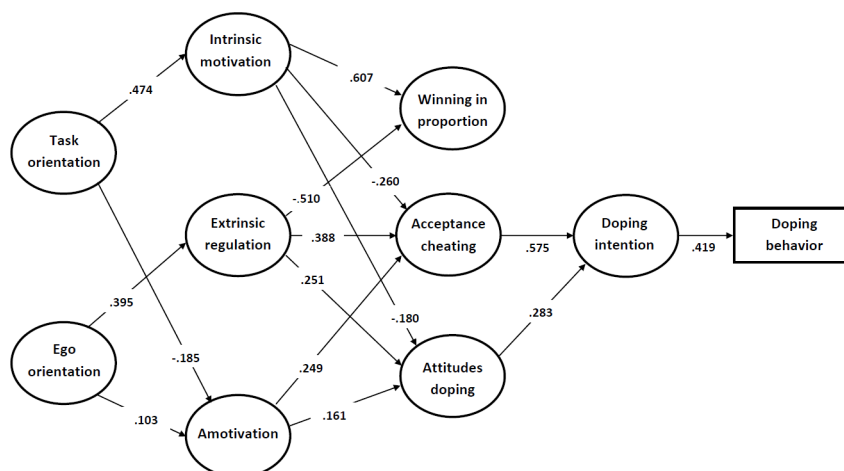 Intrinsic
motivation
.607
.474
Winning in
proportion
Task
orientation
-.510
-.260
Extrinsic
regulation
.388
Acceptance
cheating
.575
Doping
intention
.419
Doping
behavior
.251
.395
-.180
.283
Ego
orientation
-.185
.249
Attitudes
doping
.103
Amotivation
.161